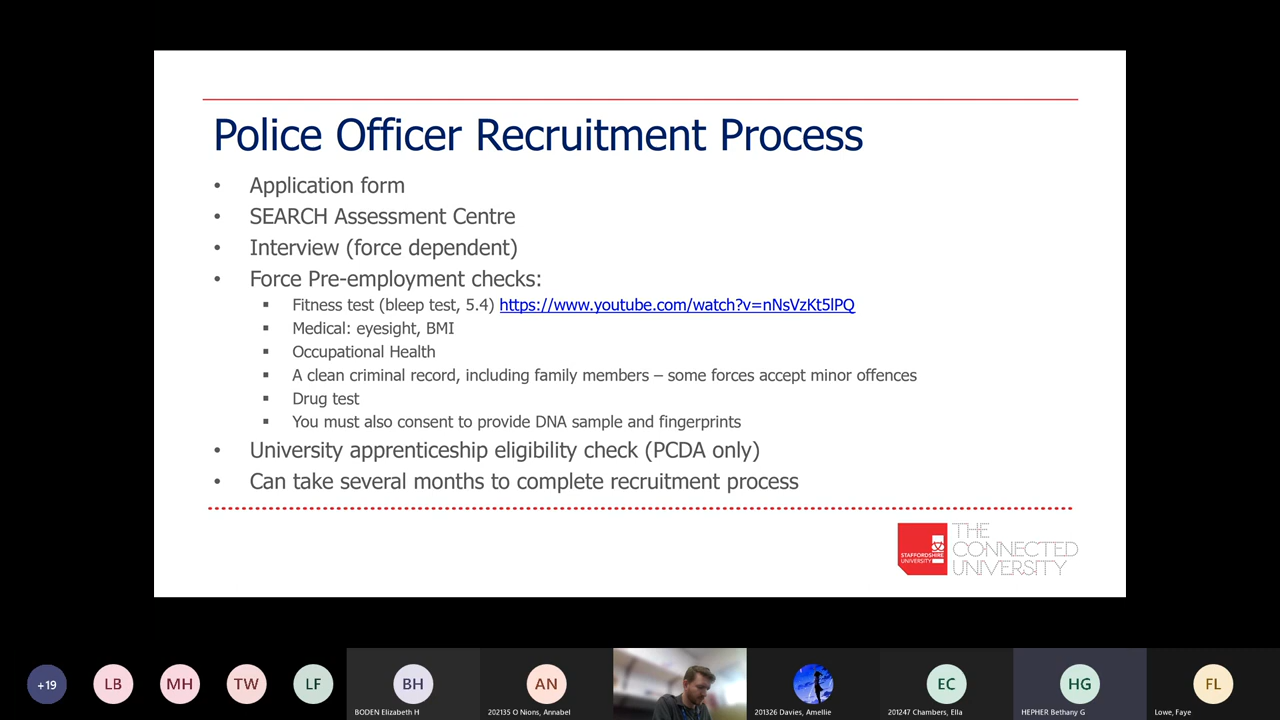 Police Officer Recruitment Process
• Application form
• SEARCH Assessment Centre
• Interview (force dependent)
• Force Pre-employment checks:
▪ Fitness test (bleep test, 5.4) https://www.youtube.com/watch?v=nNsVzKt5lPQ
▪ Medical: eyesight, BMI
▪ Occupational Health
▪ A clean criminal record, including family members – some forces accept minor offences
▪ Drug test
▪ You must also consent to provide DNA sample and fingerprints
• University apprenticeship eligibility check (PCDA only)
• Can take several months to complete recruitment process
STAFFORDSHIRE
UNIVERSITY
THE
CONNECTED
UNIVERSITY
+19
LB
MH
TW
LF
BH
AN
EC
HG
FL
BODEN Elizabeth H
202135 O Nions, Annabel
201326 Davies, Amellie
201247 Chambers, Ella
HEPHER Bethany G
Lowe, Faye